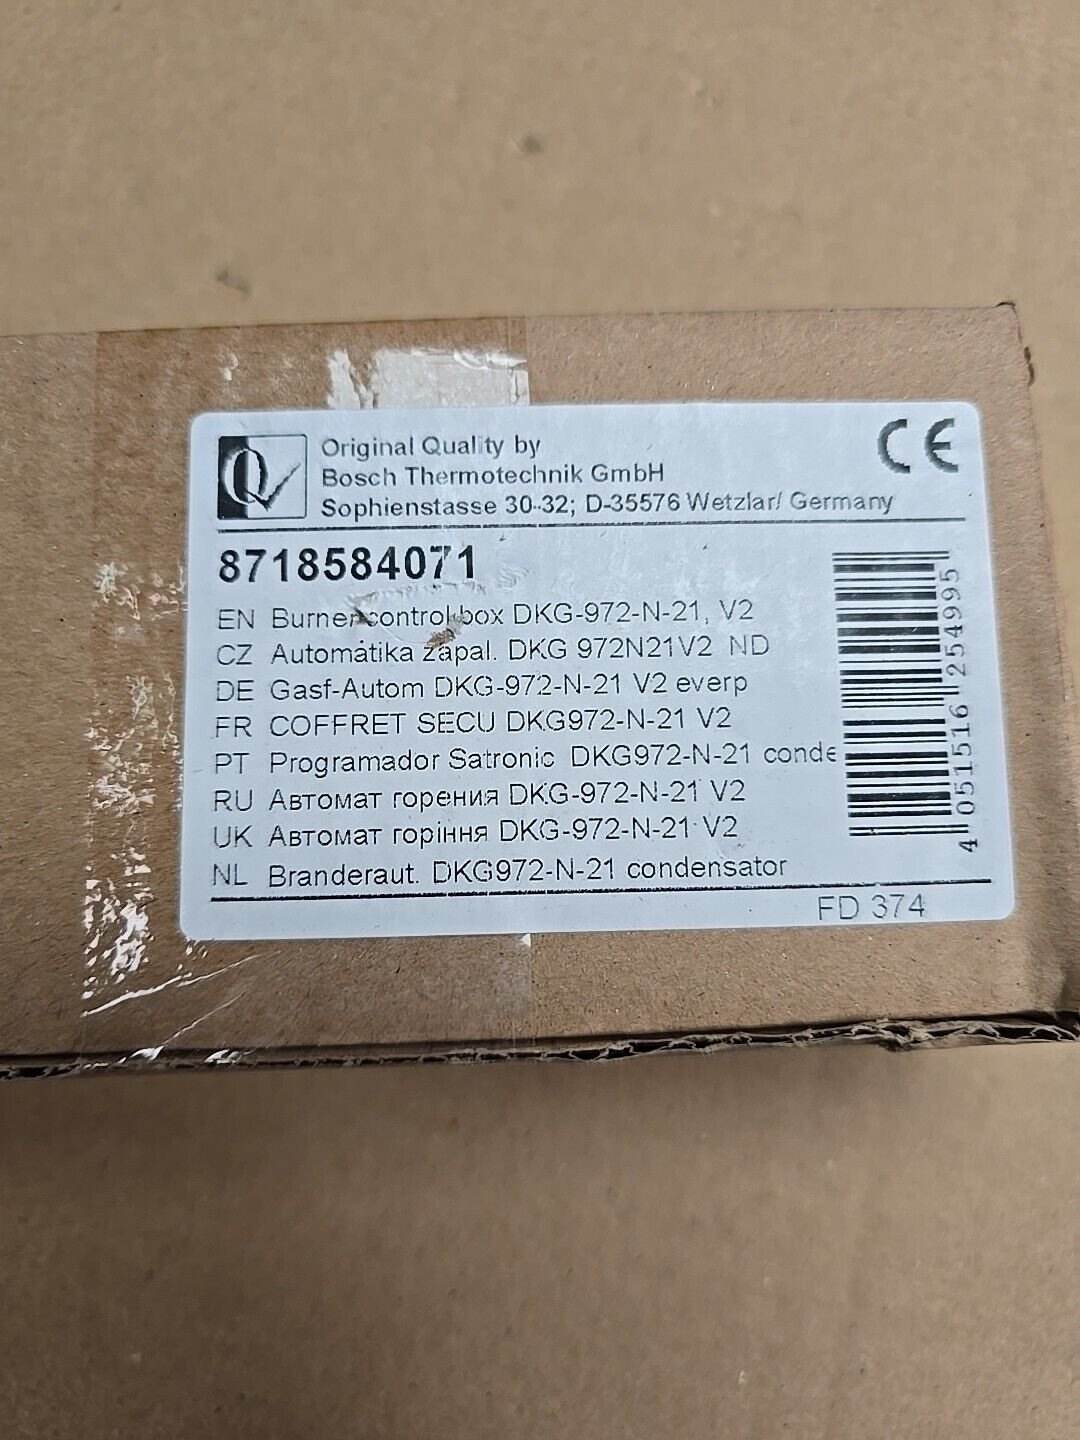 Original Quality by
Bosch Thermotechnik GmbH
Sophienstasse 30-32; D-35576 Wetzlar/ Germany
CE
8718584071
EN Burner control box DKG-972-N-21, V2
CZ Automátika zapal. DKG 972N21V2 ND
DE Gasf-Autom DKG-972-N-21 V2 everp
FR COFFRET SECU DKG972-N-21 V2
PT Programador Satronic DKG972-N-21 conde
RU Автомат горения DKG-972-N-21 V2
UK Автомат горіння DKG-972-N-21 V2
NL Branderaut. DKG972-N-21 condensator
4 051516 254995
FD 374